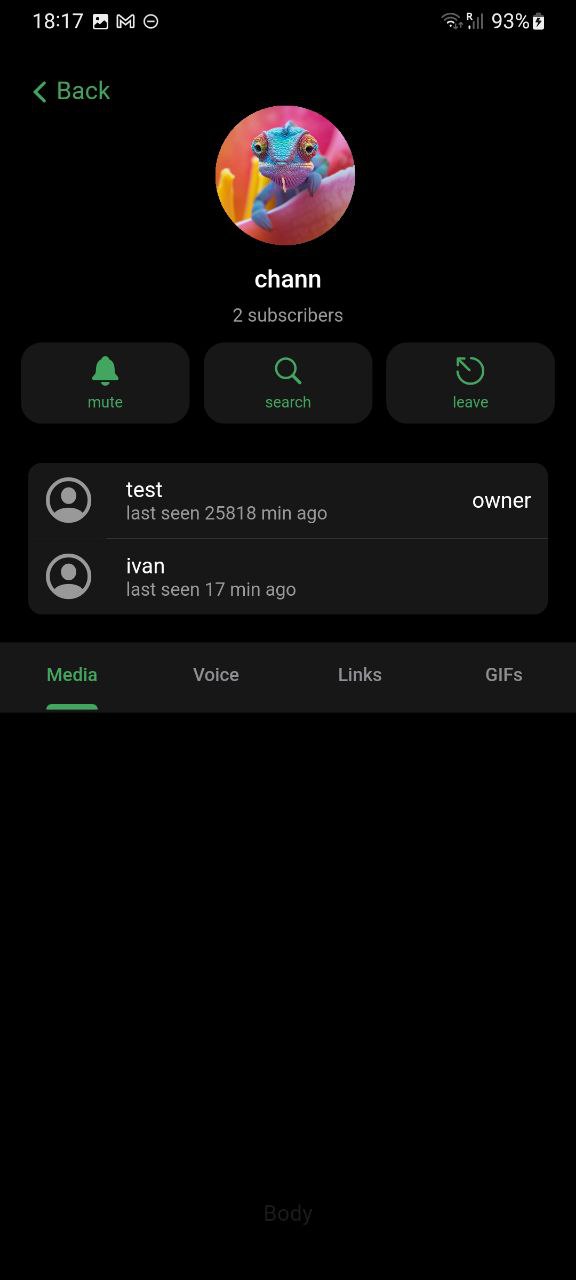 18:17 R 93%
Back
chann
2 subscribers
mute search leave
test
last seen 25818 min ago
owner
ivan
last seen 17 min ago
Media Voice Links GIFs
Body